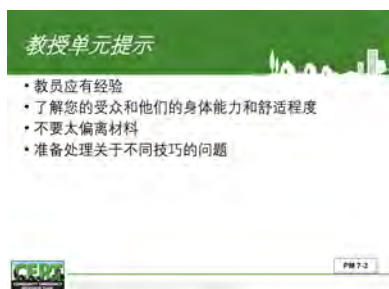 教授单元提示
• 教员应有经验
• 了解您的受众和他们的身体能力和舒适程度
• 不要太偏离材料
• 准备处理关于不同技巧的问题
CERT
PM 7-2